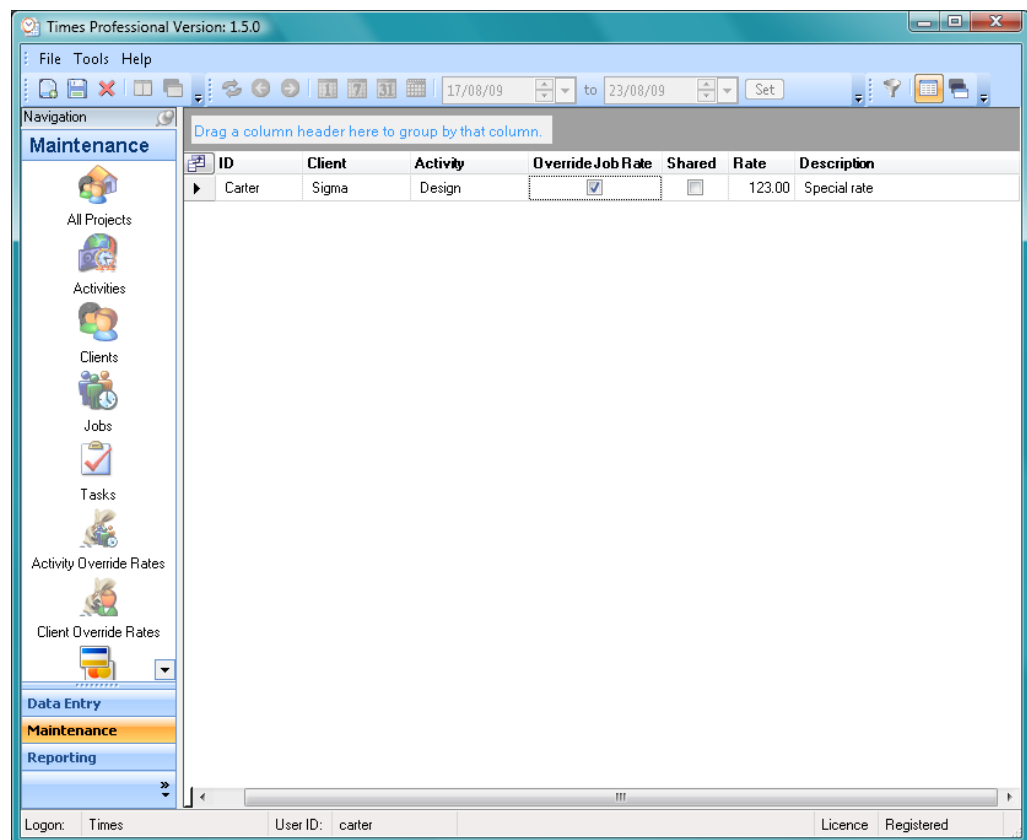 Times Professional Version: 1.5.0
File Tools Help
1 7 31 17/08/09 to 23/08/09 Set
Navigation
Maintenance
Drag a column header here to group by that column.
ID Client Activity Override Job Rate Shared Rate Description
Carter Sigma Design 123.00 Special rate
All Projects
Activities
Clients
Jobs
Tasks
Activity Override Rates
Client Override Rates
Data Entry
Maintenance
Reporting
Logon: Times User ID: carter Licence Registered